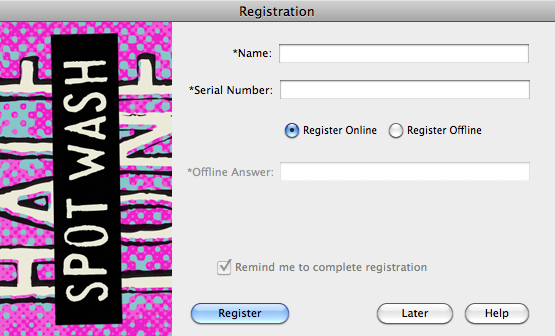 Registration
SPOT WASH
*Name:
*Serial Number:
Register Online
Register Offline
*Offline Answer:
Remind me to complete registration
Register
Later
Help